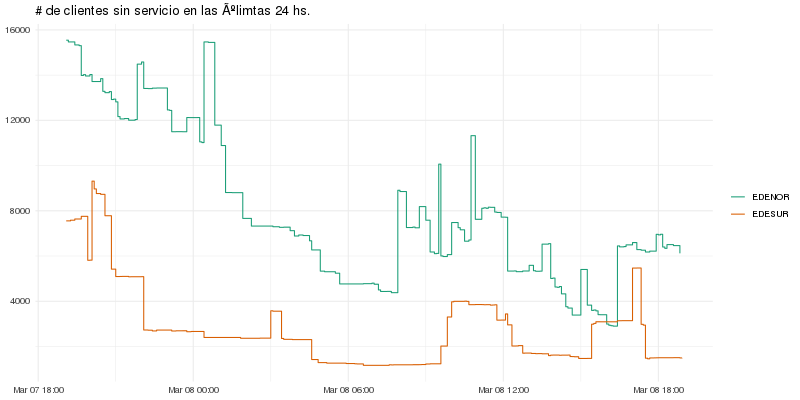 # de clientes sin servicio en las Ãºlimtas 24 hs.
16000
12000
8000
4000
EDENOR
EDESUR
Mar 07 18:00
Mar 08 00:00
Mar 08 06:00
Mar 08 12:00
Mar 08 18:00